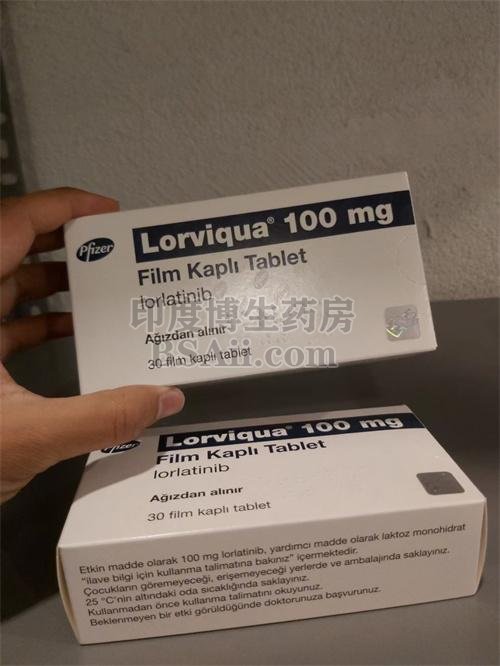 Pfizer
Lorviqua® 100 mg
Film Kaplı Tablet
lorlatinib
Ağızdan alınır
30 film kaplı tablet
印度博生药房
BSAii.com
Pfizer
Lorviqua® 100 mg
Film Kaplı Tablet
lorlatinib
Ağızdan alınır
30 film kaplı tablet
Etkin madde olarak 100 mg lorlatinib, yardımcı madde olarak laktoz monohidrat
"ilave bilgi için kullanma talimatına bakınız" içermektedir.
Çocukların göremeyeceği, erişemeyeceği yerlerde ve ambalajında saklayınız.
25 °C'nin altındaki oda sıcaklığında saklayınız.
Kullanmadan önce kullanma talimatını okuyunuz.
Beklenmeyen bir etki görüldüğünde doktorunuza başvurunuz.